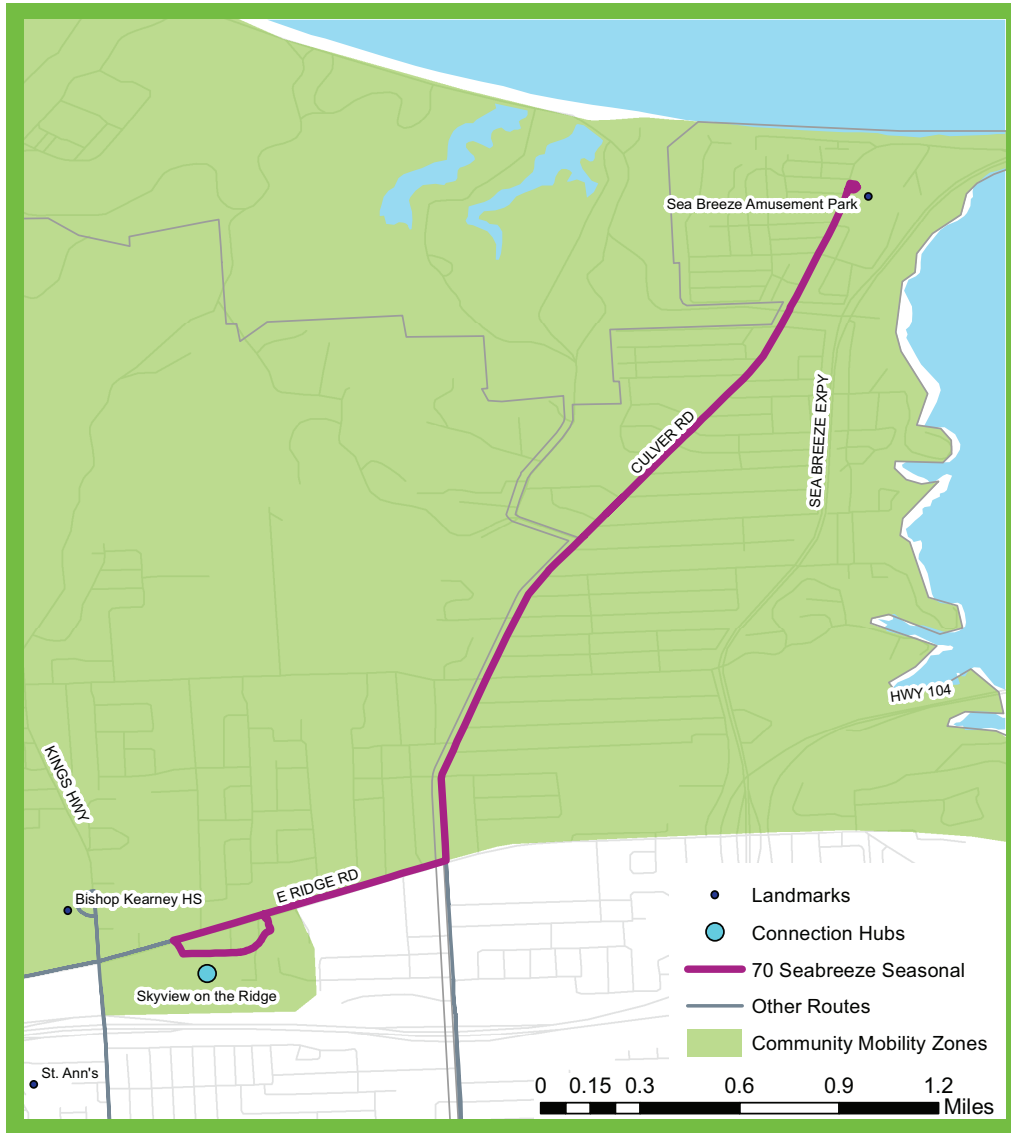 Sea Breeze Amusement Park
CULVER RD
SEA BREEZE EXPY
HWY 104
KINGS HWY
E RIDGE RD
Bishop Kearney HS
Skyview on the Ridge
St. Ann's
Landmarks
Connection Hubs
70 Seabreeze Seasonal
Other Routes
Community Mobility Zones
0 0.15 0.3 0.6 0.9 1.2
Miles